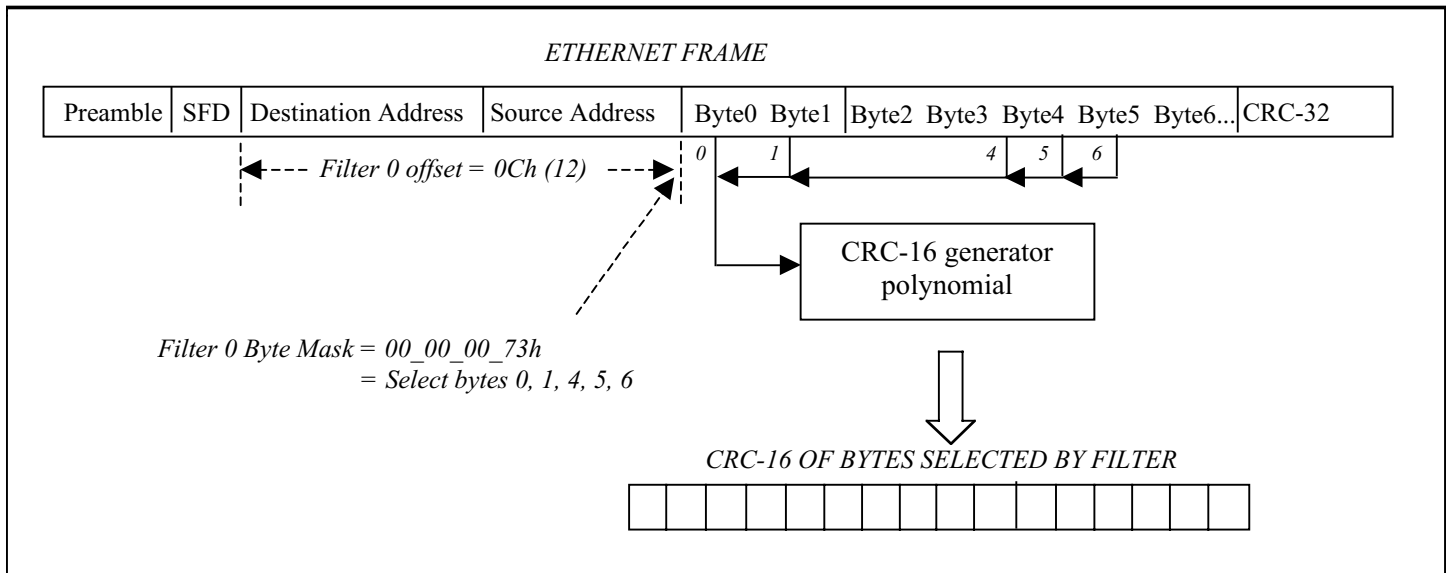 ETHERNET FRAME
Preamble SFD Destination Address Source Address Byte0 Byte1 Byte2 Byte3 Byte4 Byte5 Byte6... CRC-32
0 1 4 5 6
Filter 0 offset = 0Ch (12)
CRC-16 generator
polynomial
Filter 0 Byte Mask = 00_00_00_73h
= Select bytes 0, 1, 4, 5, 6
CRC-16 OF BYTES SELECTED BY FILTER